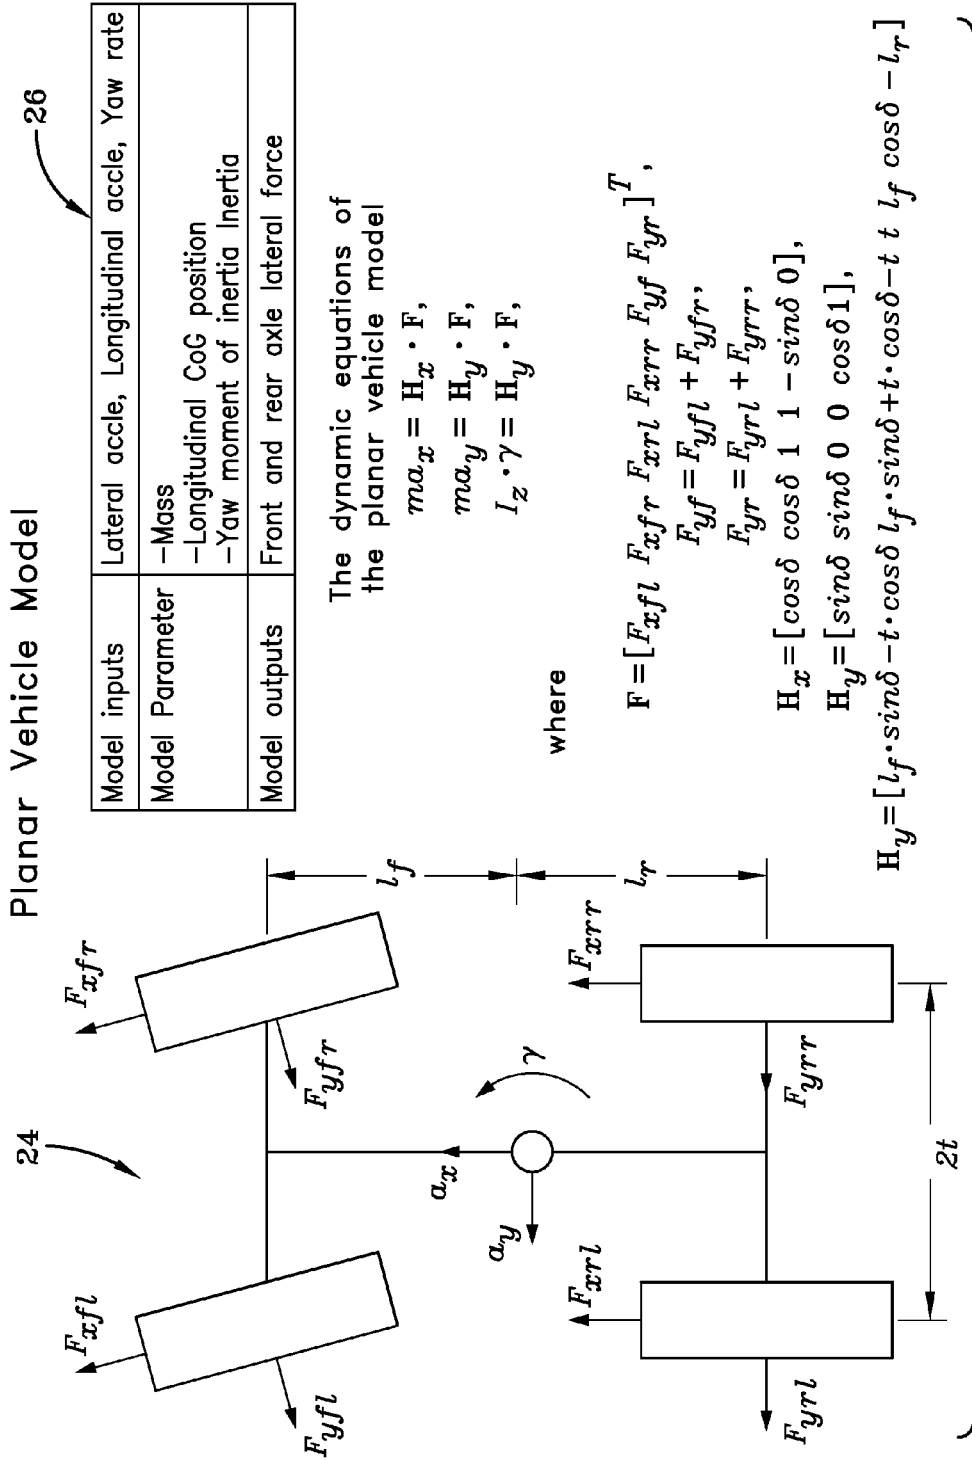 Planar Vehicle Model
24
F_xfl
F_xfr
F_yfl
F_yfr
a_x
a_y
γ
l_f
l_r
F_xrl
F_xrr
F_yrl
F_yrr
2t
26
Model inputs Lateral accle, Longitudinal accle, Yaw rate
Model Parameter -Mass
-Longitudinal CoG position
-Yaw moment of inertia Inertia
Model outputs Front and rear axle lateral force
The dynamic equations of
the planar vehicle model
ma_x = H_x · F,
ma_y = H_y · F,
I_z · γ = H_y · F,
where
F = [F_xfl F_xfr F_xrl F_xrr F_yf F_yr]^T,
F_yf = F_yfl + F_yfr,
F_yr = F_yrl + F_yrr,
H_x = [cosδ cosδ 1 1 -sinδ 0],
H_y = [sinδ sinδ 0 0 cosδ 1],
H_y = [l_f·sinδ-t·cosδ l_f·sinδ+t·cosδ-t t l_f cosδ -l_r]